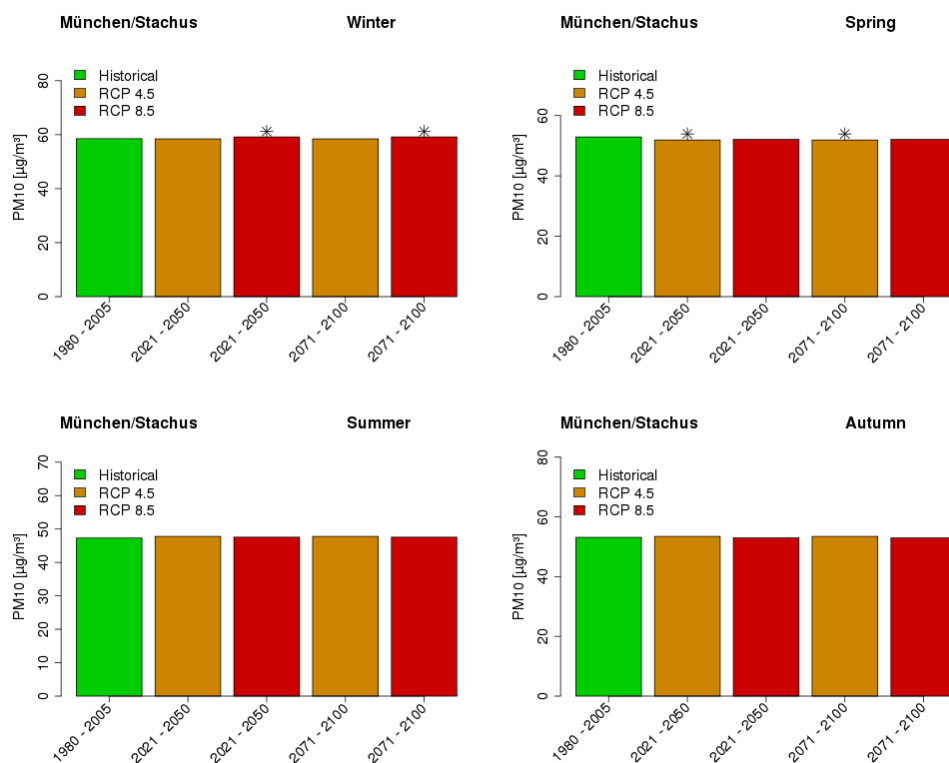 München/Stachus Winter
80
60
40
20
0
PM10 [µg/m³]
Historical
RCP 4.5
RCP 8.5
1980 - 2005
2021 - 2050
2021 - 2050
2071 - 2100
2071 - 2100
München/Stachus Spring
60
40
20
0
PM10 [µg/m³]
Historical
RCP 4.5
RCP 8.5
1980 - 2005
2021 - 2050
2021 - 2050
2071 - 2100
2071 - 2100
München/Stachus Summer
70
60
50
40
30
20
10
0
PM10 [µg/m³]
Historical
RCP 4.5
RCP 8.5
1980 - 2005
2021 - 2050
2021 - 2050
2071 - 2100
2071 - 2100
München/Stachus Autumn
80
60
40
20
0
PM10 [µg/m³]
Historical
RCP 4.5
RCP 8.5
1980 - 2005
2021 - 2050
2021 - 2050
2071 - 2100
2071 - 2100